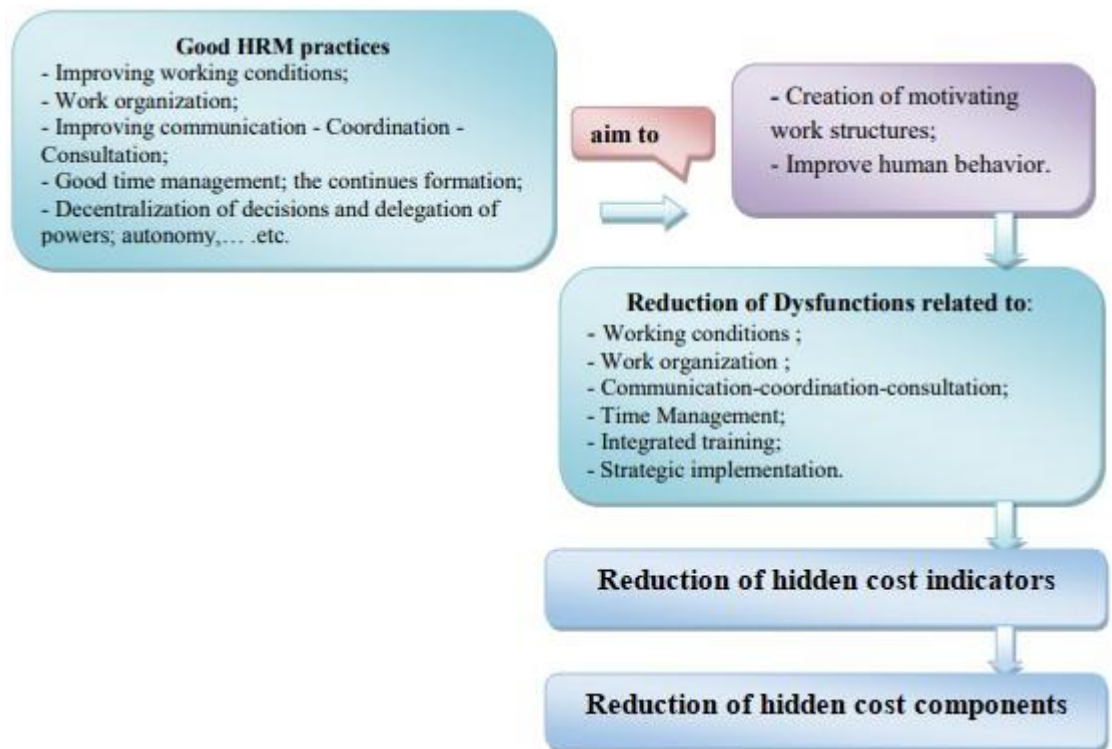 Good HRM practices
- Improving working conditions;
- Work organization;
- Improving communication - Coordination -
Consultation;
- Good time management; the continues formation;
- Decentralization of decisions and delegation of
powers; autonomy,… .etc.
aim to
- Creation of motivating
work structures;
- Improve human behavior.
Reduction of Dysfunctions related to:
- Working conditions ;
- Work organization ;
- Communication-coordination-consultation;
- Time Management;
- Integrated training;
- Strategic implementation.
Reduction of hidden cost indicators
Reduction of hidden cost components